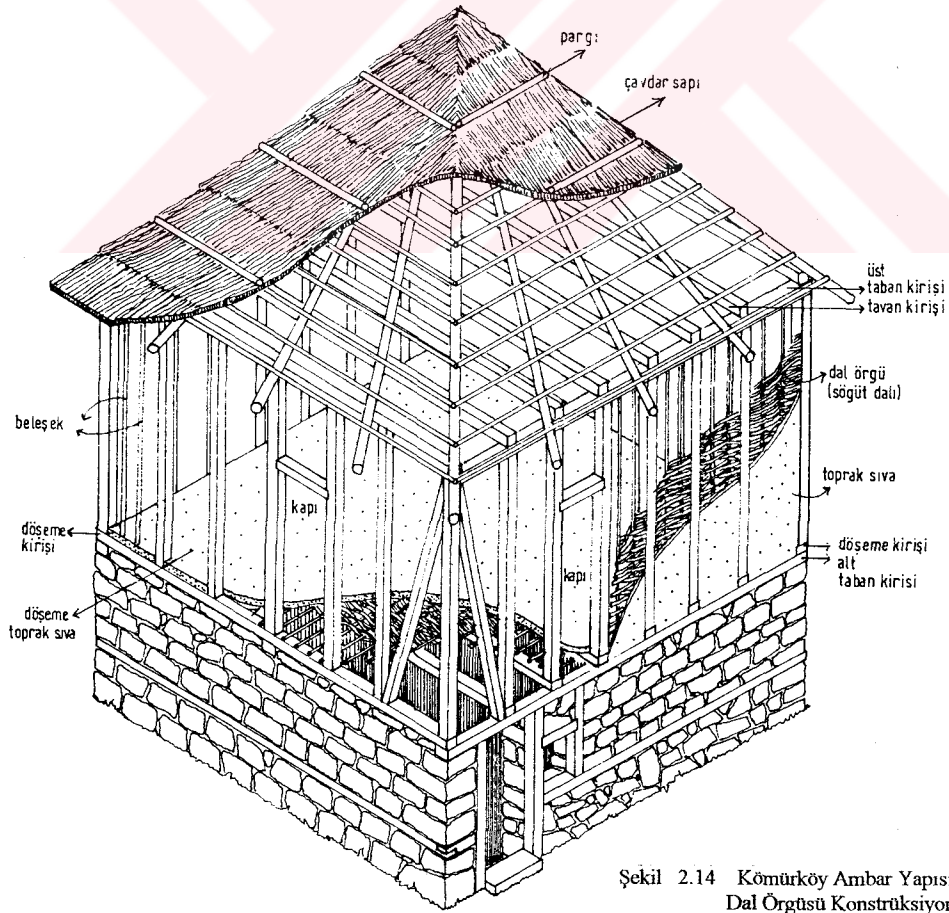 pargı
çavdar sapı
üst
taban kirişi
tavan kirişi
dal örgü
(söğüt dalı)
beleşek
toprak sıva
kapı
kapı
döşeme
kirişi
döşeme kirişi
alt
taban kirisi
döşeme
toprak sıva
Şekil 2.14 Kömürköy Ambar Yapısı
Dal Örgüsü Konstrüksiyon